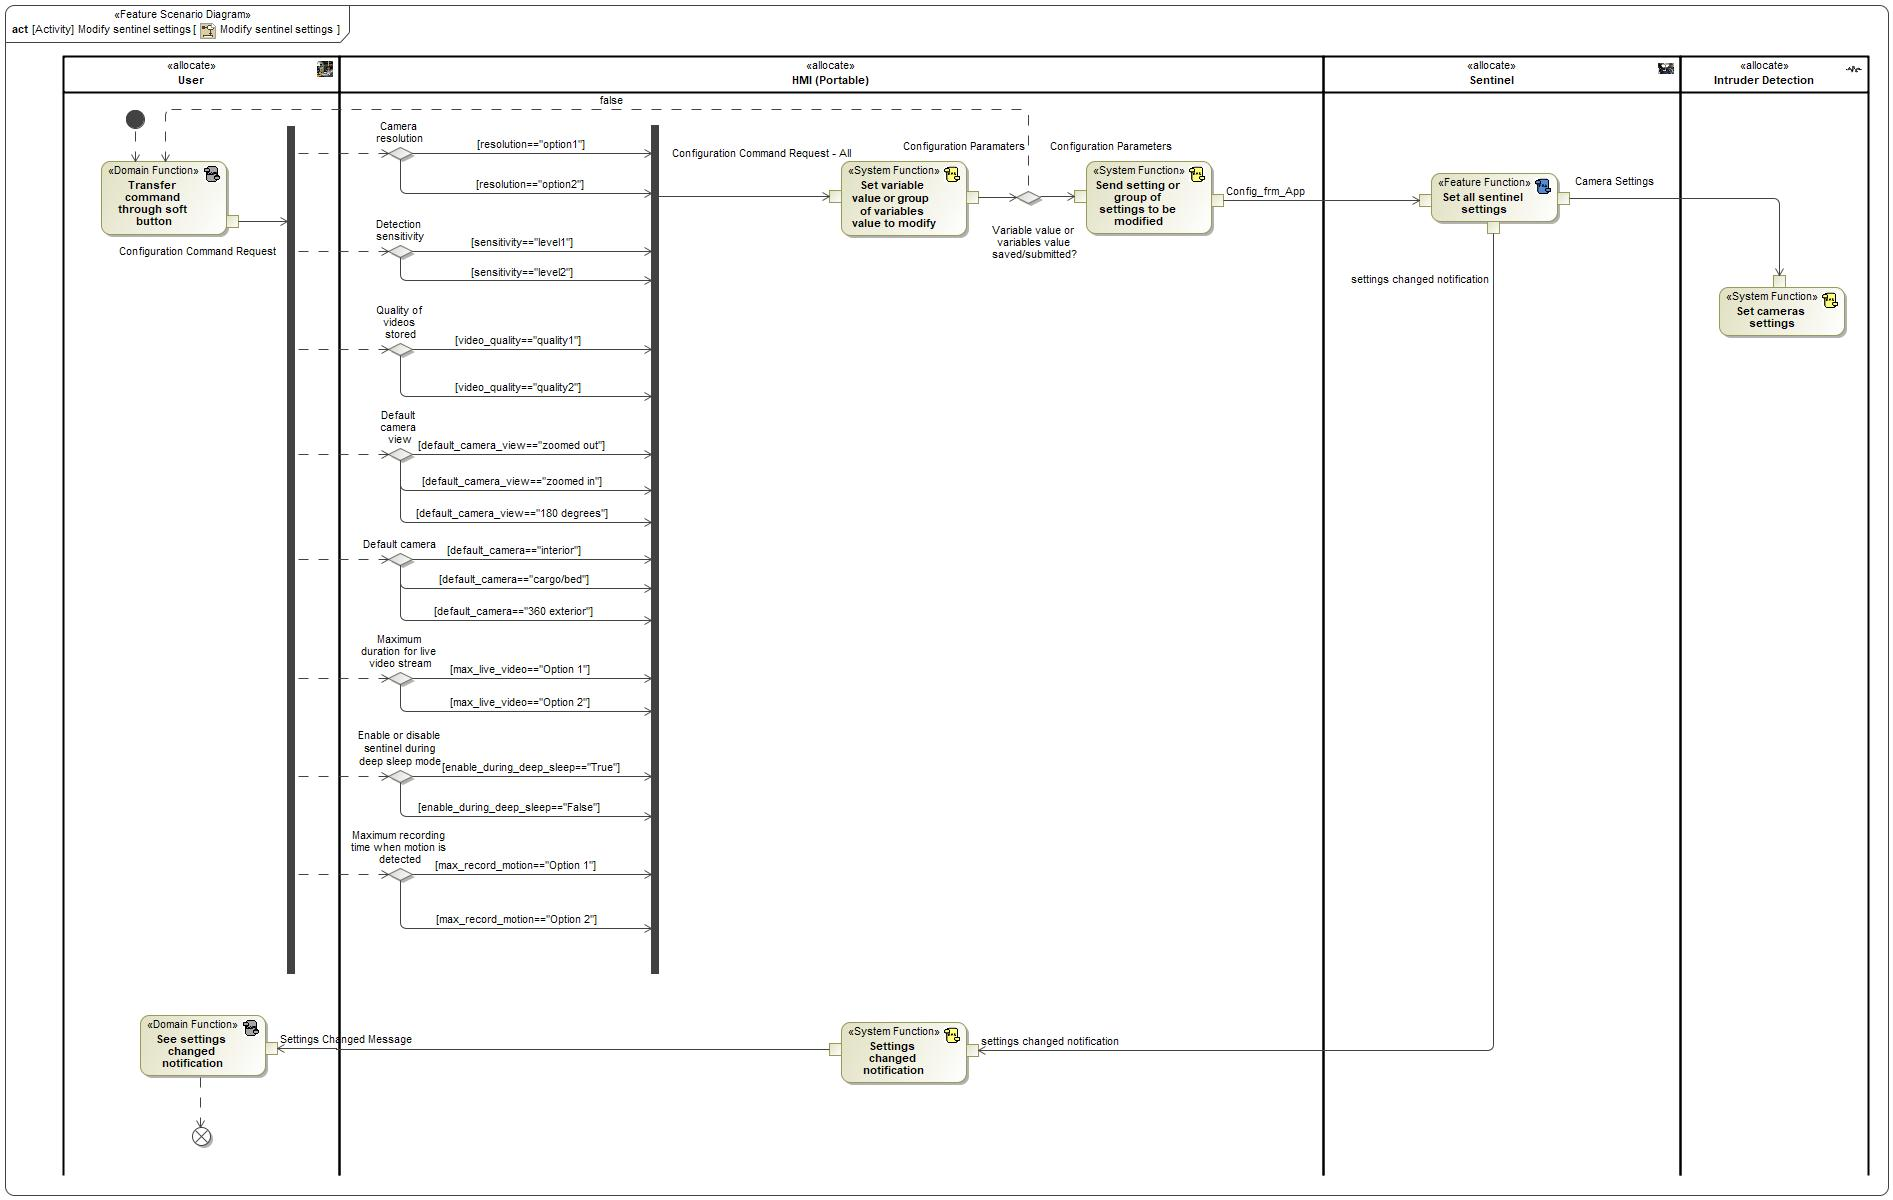 «Feature Scenario Diagram»
act [Activity] Modify sentinel settings [ Modify sentinel settings ]
«allocate»
User
«allocate»
HMI (Portable)
«allocate»
Sentinel
«allocate»
Intruder Detection
false
«Domain Function»
Transfer
command
through soft
button
Configuration Command Request
Camera
resolution
[resolution=="option1"]
[resolution=="option2"]
Detection
sensitivity
[sensitivity=="level1"]
[sensitivity=="level2"]
Quality of
videos
stored
[video_quality=="quality1"]
[video_quality=="quality2"]
Default
camera
view
[default_camera_view=="zoomed out"]
[default_camera_view=="zoomed in"]
[default_camera_view=="180 degrees"]
Default camera
[default_camera=="interior"]
[default_camera=="cargo/bed"]
[default_camera=="360 exterior"]
Maximum
duration for live
video stream
[max_live_video=="Option 1"]
[max_live_video=="Option 2"]
Enable or disable
sentinel during
deep sleep mode
[enable_during_deep_sleep=="True"]
[enable_during_deep_sleep=="False"]
Maximum recording
time when motion is
detected
[max_record_motion=="Option 1"]
[max_record_motion=="Option 2"]
Configuration Command Request - All
«System Function»
Set variable
value or group
of variables
value to modify
Configuration Paramaters
Variable value or
variables value
saved/submitted?
Configuration Parameters
«System Function»
Send setting or
group of
settings to be
modified
Config_frm_App
«Feature Function»
Set all sentinel
settings
Camera Settings
settings changed notification
«System Function»
Set cameras
settings
«Domain Function»
See settings
changed
notification
Settings Changed Message
«System Function»
Settings
changed
notification
settings changed notification